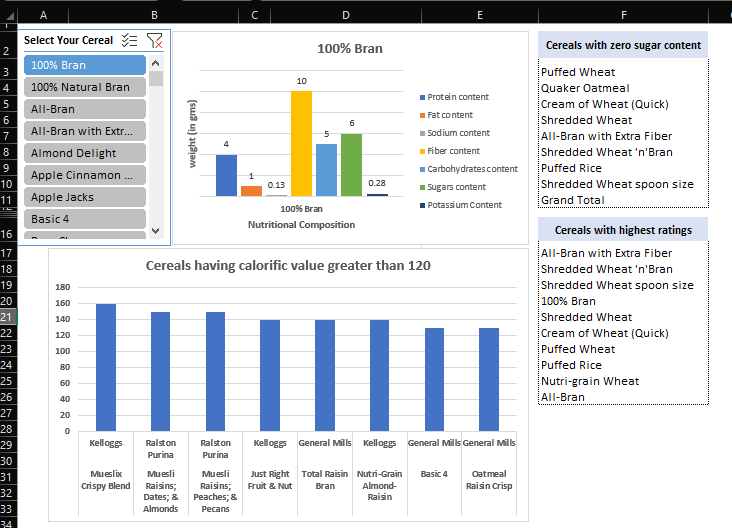 A B C D E F
1
2
3
4
5
6
7
8
9
10
11
16
17
18
19
20
21
22
23
24
25
26
27
28
29
30
31
32
33
34
Select Your Cereal
100% Bran
100% Natural Bran
All-Bran
All-Bran with Extr...
Almond Delight
Apple Cinnamon ...
Apple Jacks
Basic 4
100% Bran
weight (in gms)
4
1
0.13
10
5
6
0.28
100% Bran
Nutritional Composition
Protein content
Fat content
Sodium content
Fiber content
Carbohydrates content
Sugars content
Potassium Content
Cereals with zero sugar content
Puffed Wheat
Quaker Oatmeal
Cream of Wheat (Quick)
Shredded Wheat
All-Bran with Extra Fiber
Shredded Wheat 'n'Bran
Puffed Rice
Shredded Wheat spoon size
Grand Total
Cereals with highest ratings
All-Bran with Extra Fiber
Shredded Wheat 'n'Bran
Shredded Wheat spoon size
100% Bran
Shredded Wheat
Cream of Wheat (Quick)
Puffed Wheat
Puffed Rice
Nutri-grain Wheat
All-Bran
Cereals having calorific value greater than 120
180
160
140
120
100
80
60
40
20
0
Kelloggs
Ralston
Purina
Ralston
Purina
Kelloggs
General Mills
Kelloggs
General Mills
General Mills
Mueslix
Crispy Blend
Muesli
Raisins;
Dates; &
Almonds
Muesli
Raisins;
Peaches; &
Pecans
Just Right
Fruit & Nut
Total Raisin
Bran
Nutri-Grain
Almond-
Raisin
Basic 4
Oatmeal
Raisin Crisp